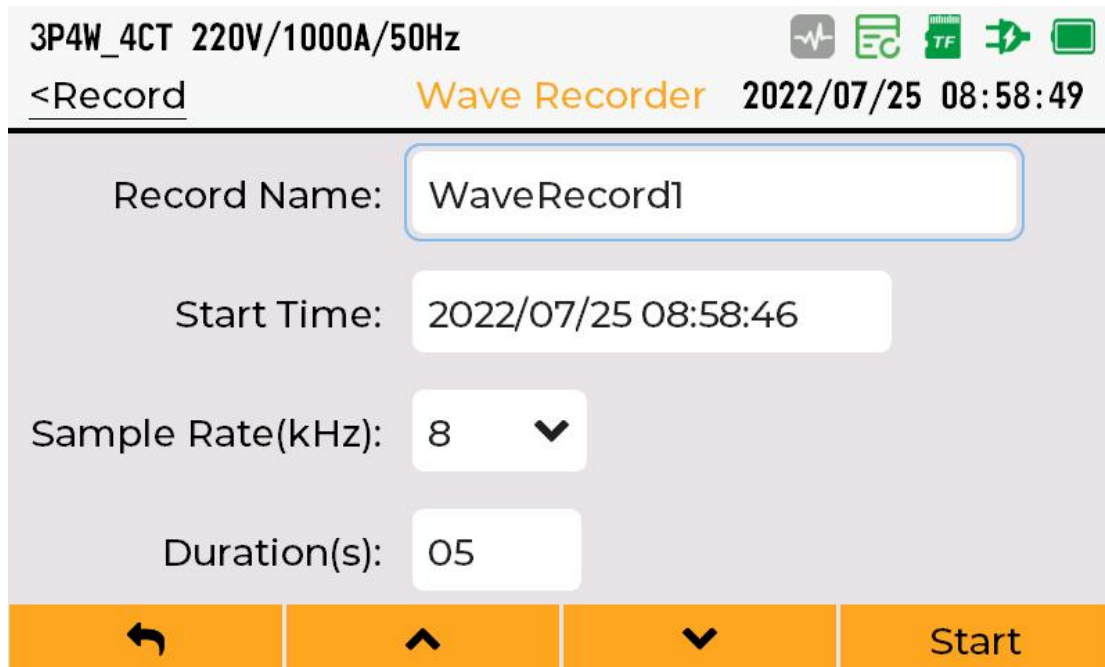 3P4W_4CT 220V/1000A/50Hz TF
<Record Wave Recorder 2022/07/25 08:58:49
Record Name: WaveRecord1
Start Time: 2022/07/25 08:58:46
Sample Rate(kHz): 8
Duration(s): 05
Start